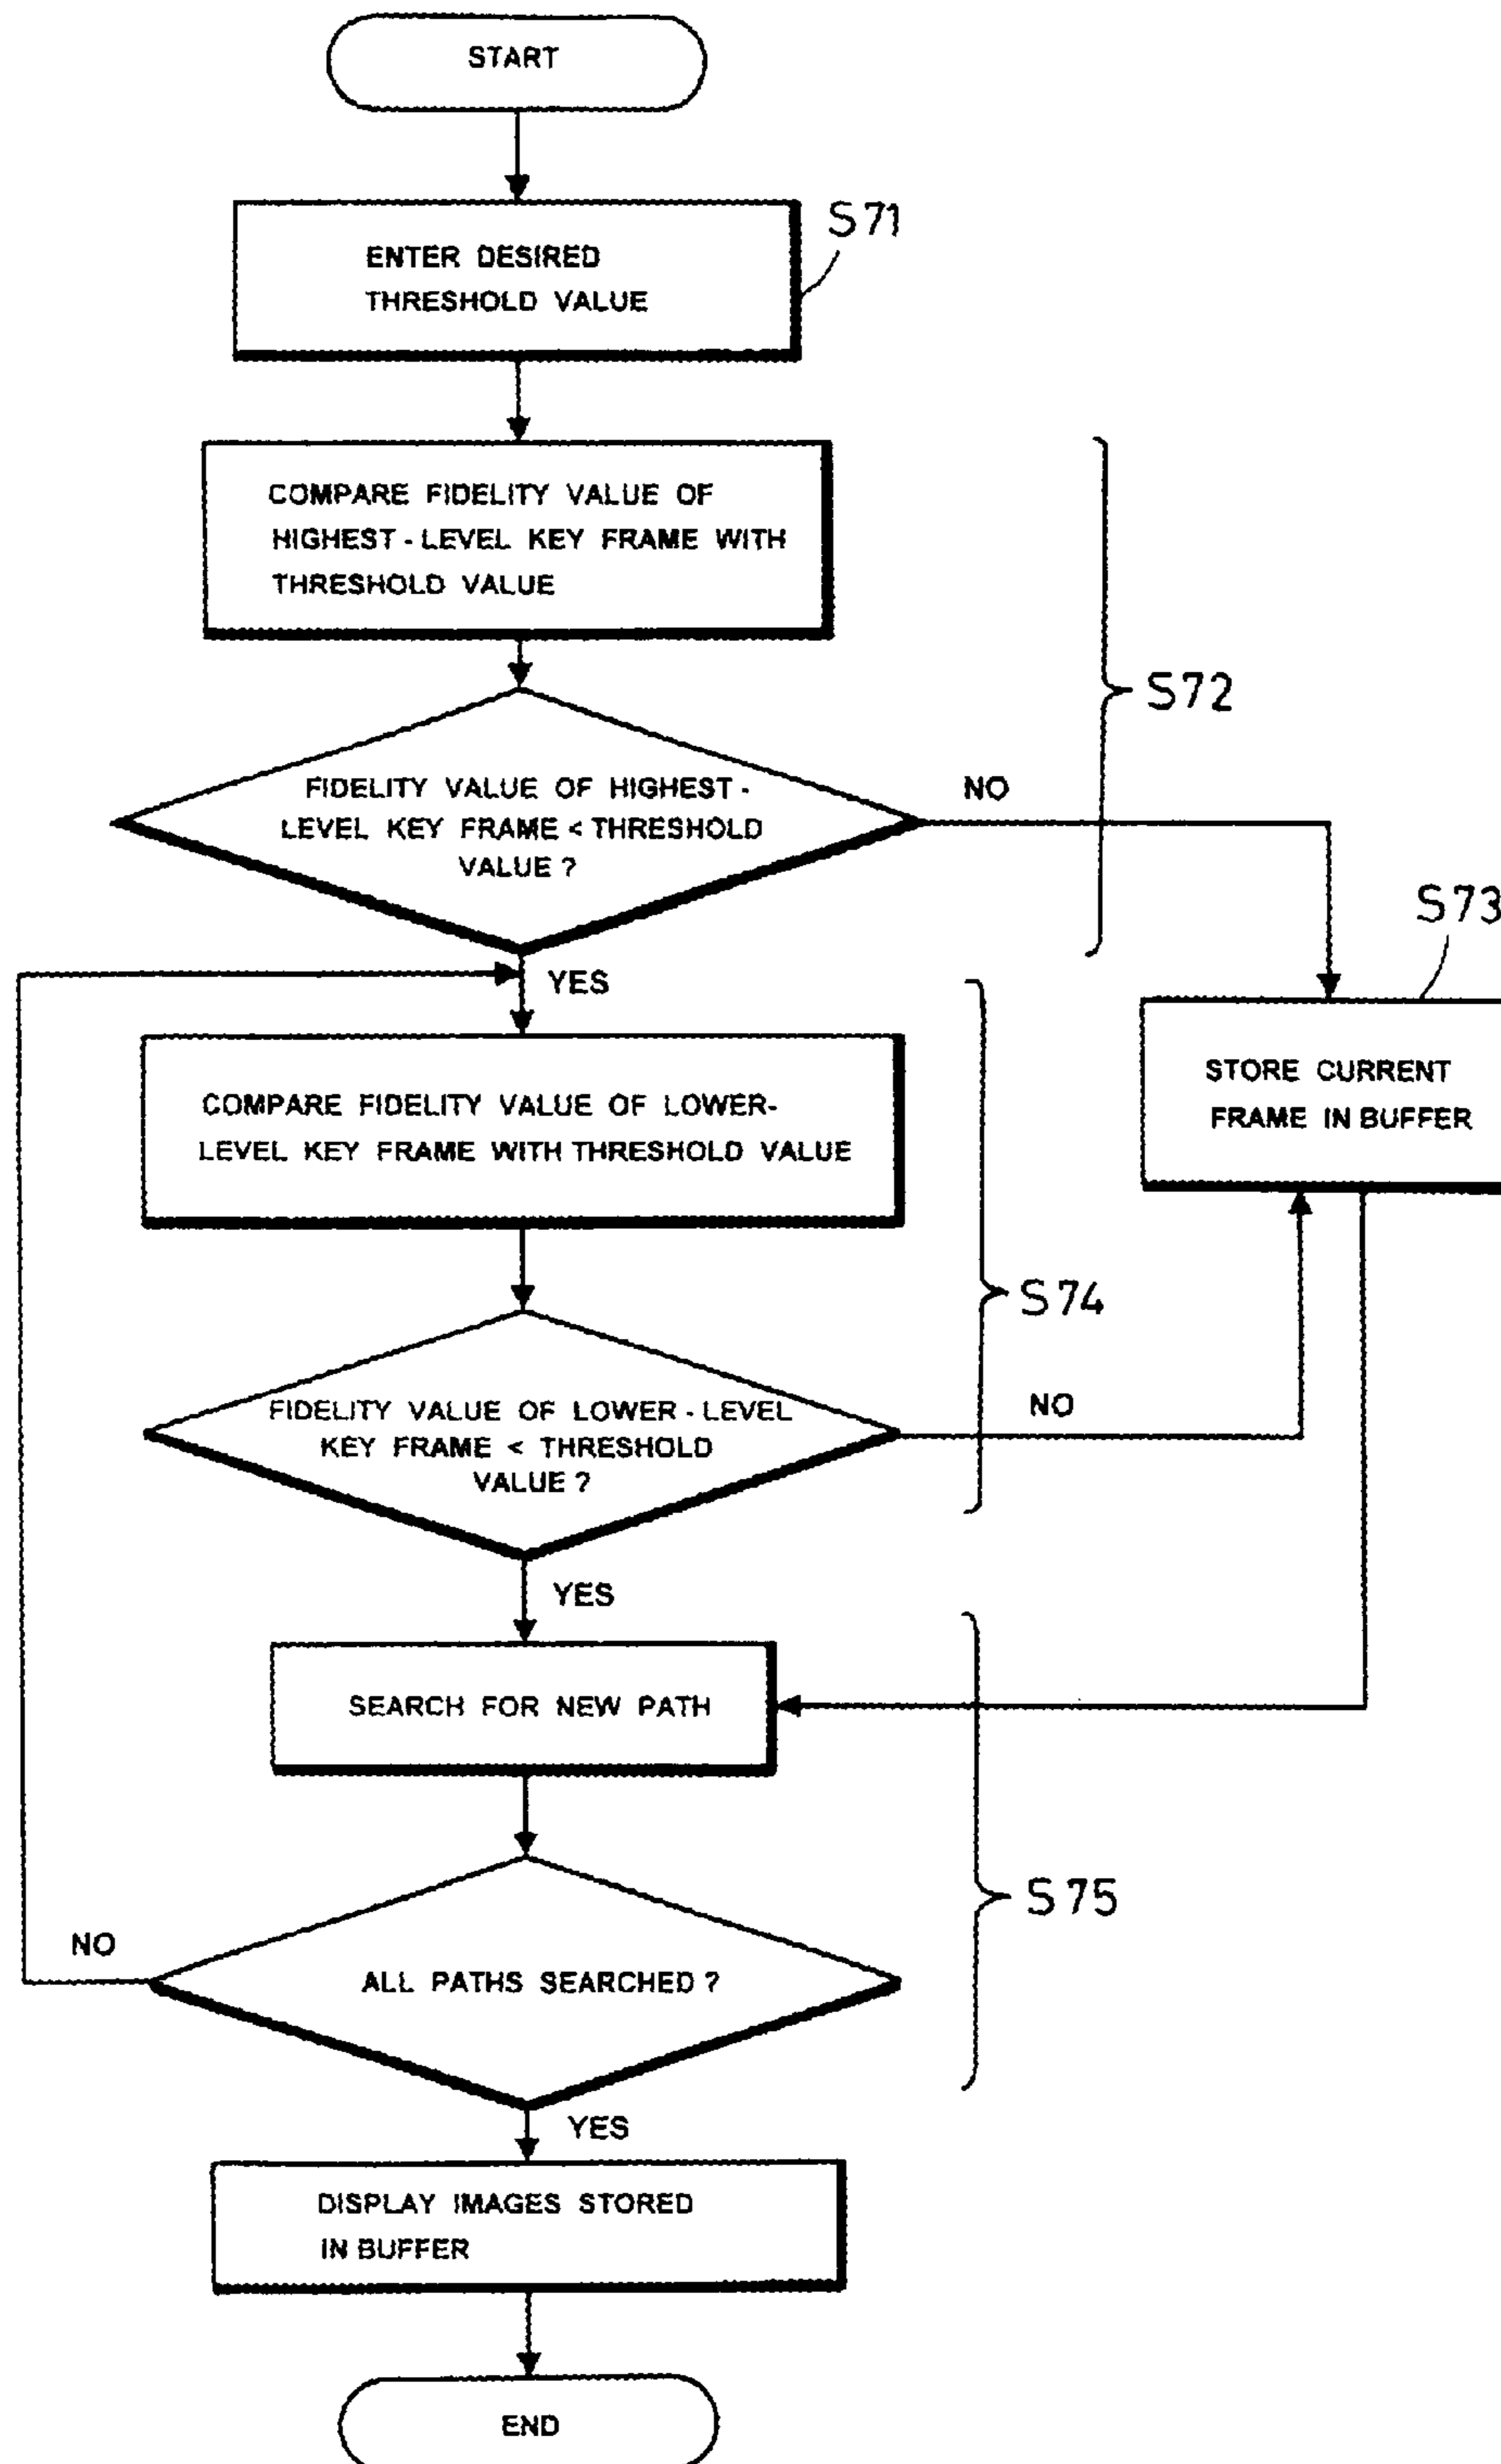 START
S71
ENTER DESIRED
THRESHOLD VALUE
COMPARE FIDELITY VALUE OF
HIGHEST-LEVEL KEY FRAME WITH
THRESHOLD VALUE
S72
FIDELITY VALUE OF HIGHEST-
LEVEL KEY FRAME < THRESHOLD
VALUE ?
NO
S73
YES
STORE CURRENT
FRAME IN BUFFER
COMPARE FIDELITY VALUE OF LOWER-
LEVEL KEY FRAME WITH THRESHOLD VALUE
S74
FIDELITY VALUE OF LOWER-LEVEL
KEY FRAME < THRESHOLD
VALUE ?
NO
YES
SEARCH FOR NEW PATH
S75
NO
ALL PATHS SEARCHED ?
YES
DISPLAY IMAGES STORED
IN BUFFER
END